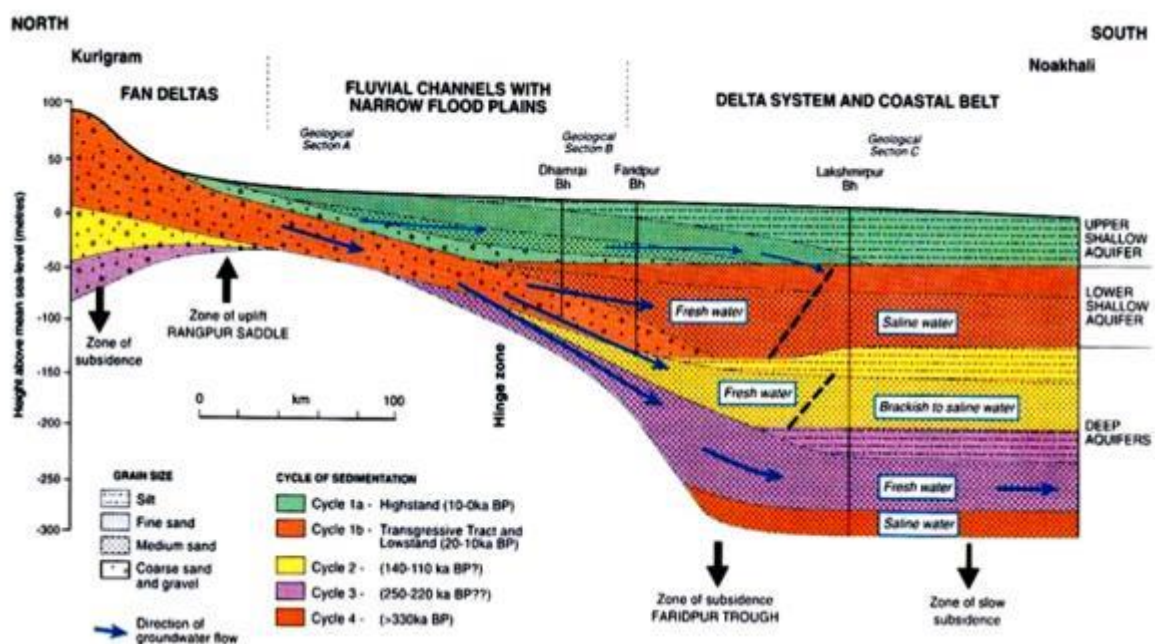 NORTH
SOUTH
Kurigram
Noakhali
FAN DELTAS
FLUVIAL CHANNELS WITH
NARROW FLOOD PLAINS
DELTA SYSTEM AND COASTAL BELT
Geological
Section A
Geological
Section B
Geological
Section C
Dhamrai
Bh
Faridpur
Bh
Lakshmirpur
Bh
Height above mean sea-level (metres)
100
50
0
-50
-100
-150
-200
-250
-300
UPPER
SHALLOW
AQUIFER
LOWER
SHALLOW
AQUIFER
DEEP
AQUIFERS
Zone of
subsidence
Zone of uplift
RANGPUR SADDLE
0 km 100
Hinge zone
Fresh water
Saline water
Fresh water
Brackish to saline water
Fresh water
Saline water
GRAIN SIZE
Silt
Fine sand
Medium sand
Coarse sand
and gravel
Direction of
groundwater flow
CYCLE OF SEDIMENTATION
Cycle 1a - Highstand (10-0ka BP)
Cycle 1b - Transgressive Tract and
Lowstand (20-10ka BP)
Cycle 2 - (140-110 ka BP?)
Cycle 3 - (250-220 ka BP??)
Cycle 4 - (>330ka BP)
Zone of subsidence
FARIDPUR TROUGH
Zone of slow
subsidence